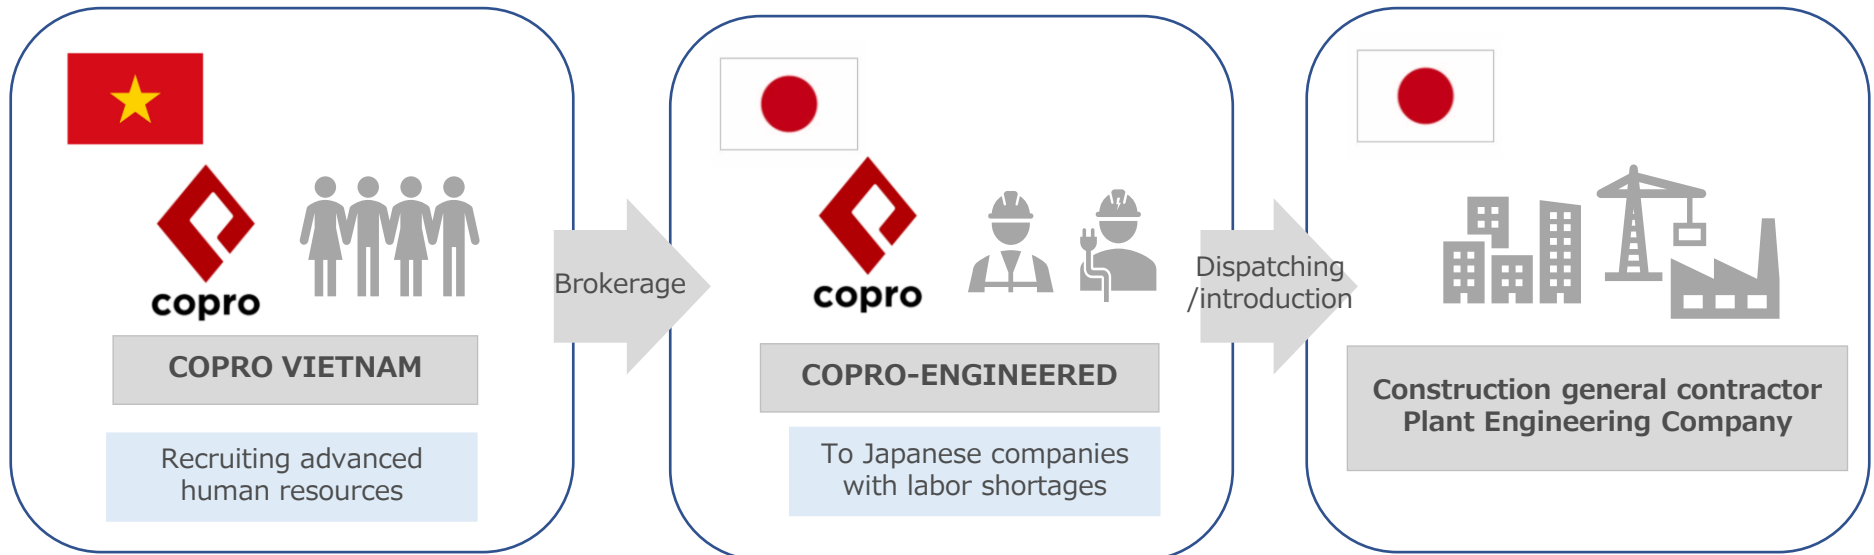 copro
COPRO VIETNAM
Recruiting advanced
human resources
Brokerage
copro
COPRO-ENGINEERED
To Japanese companies
with labor shortages
Dispatching
/introduction
Construction general contractor
Plant Engineering Company